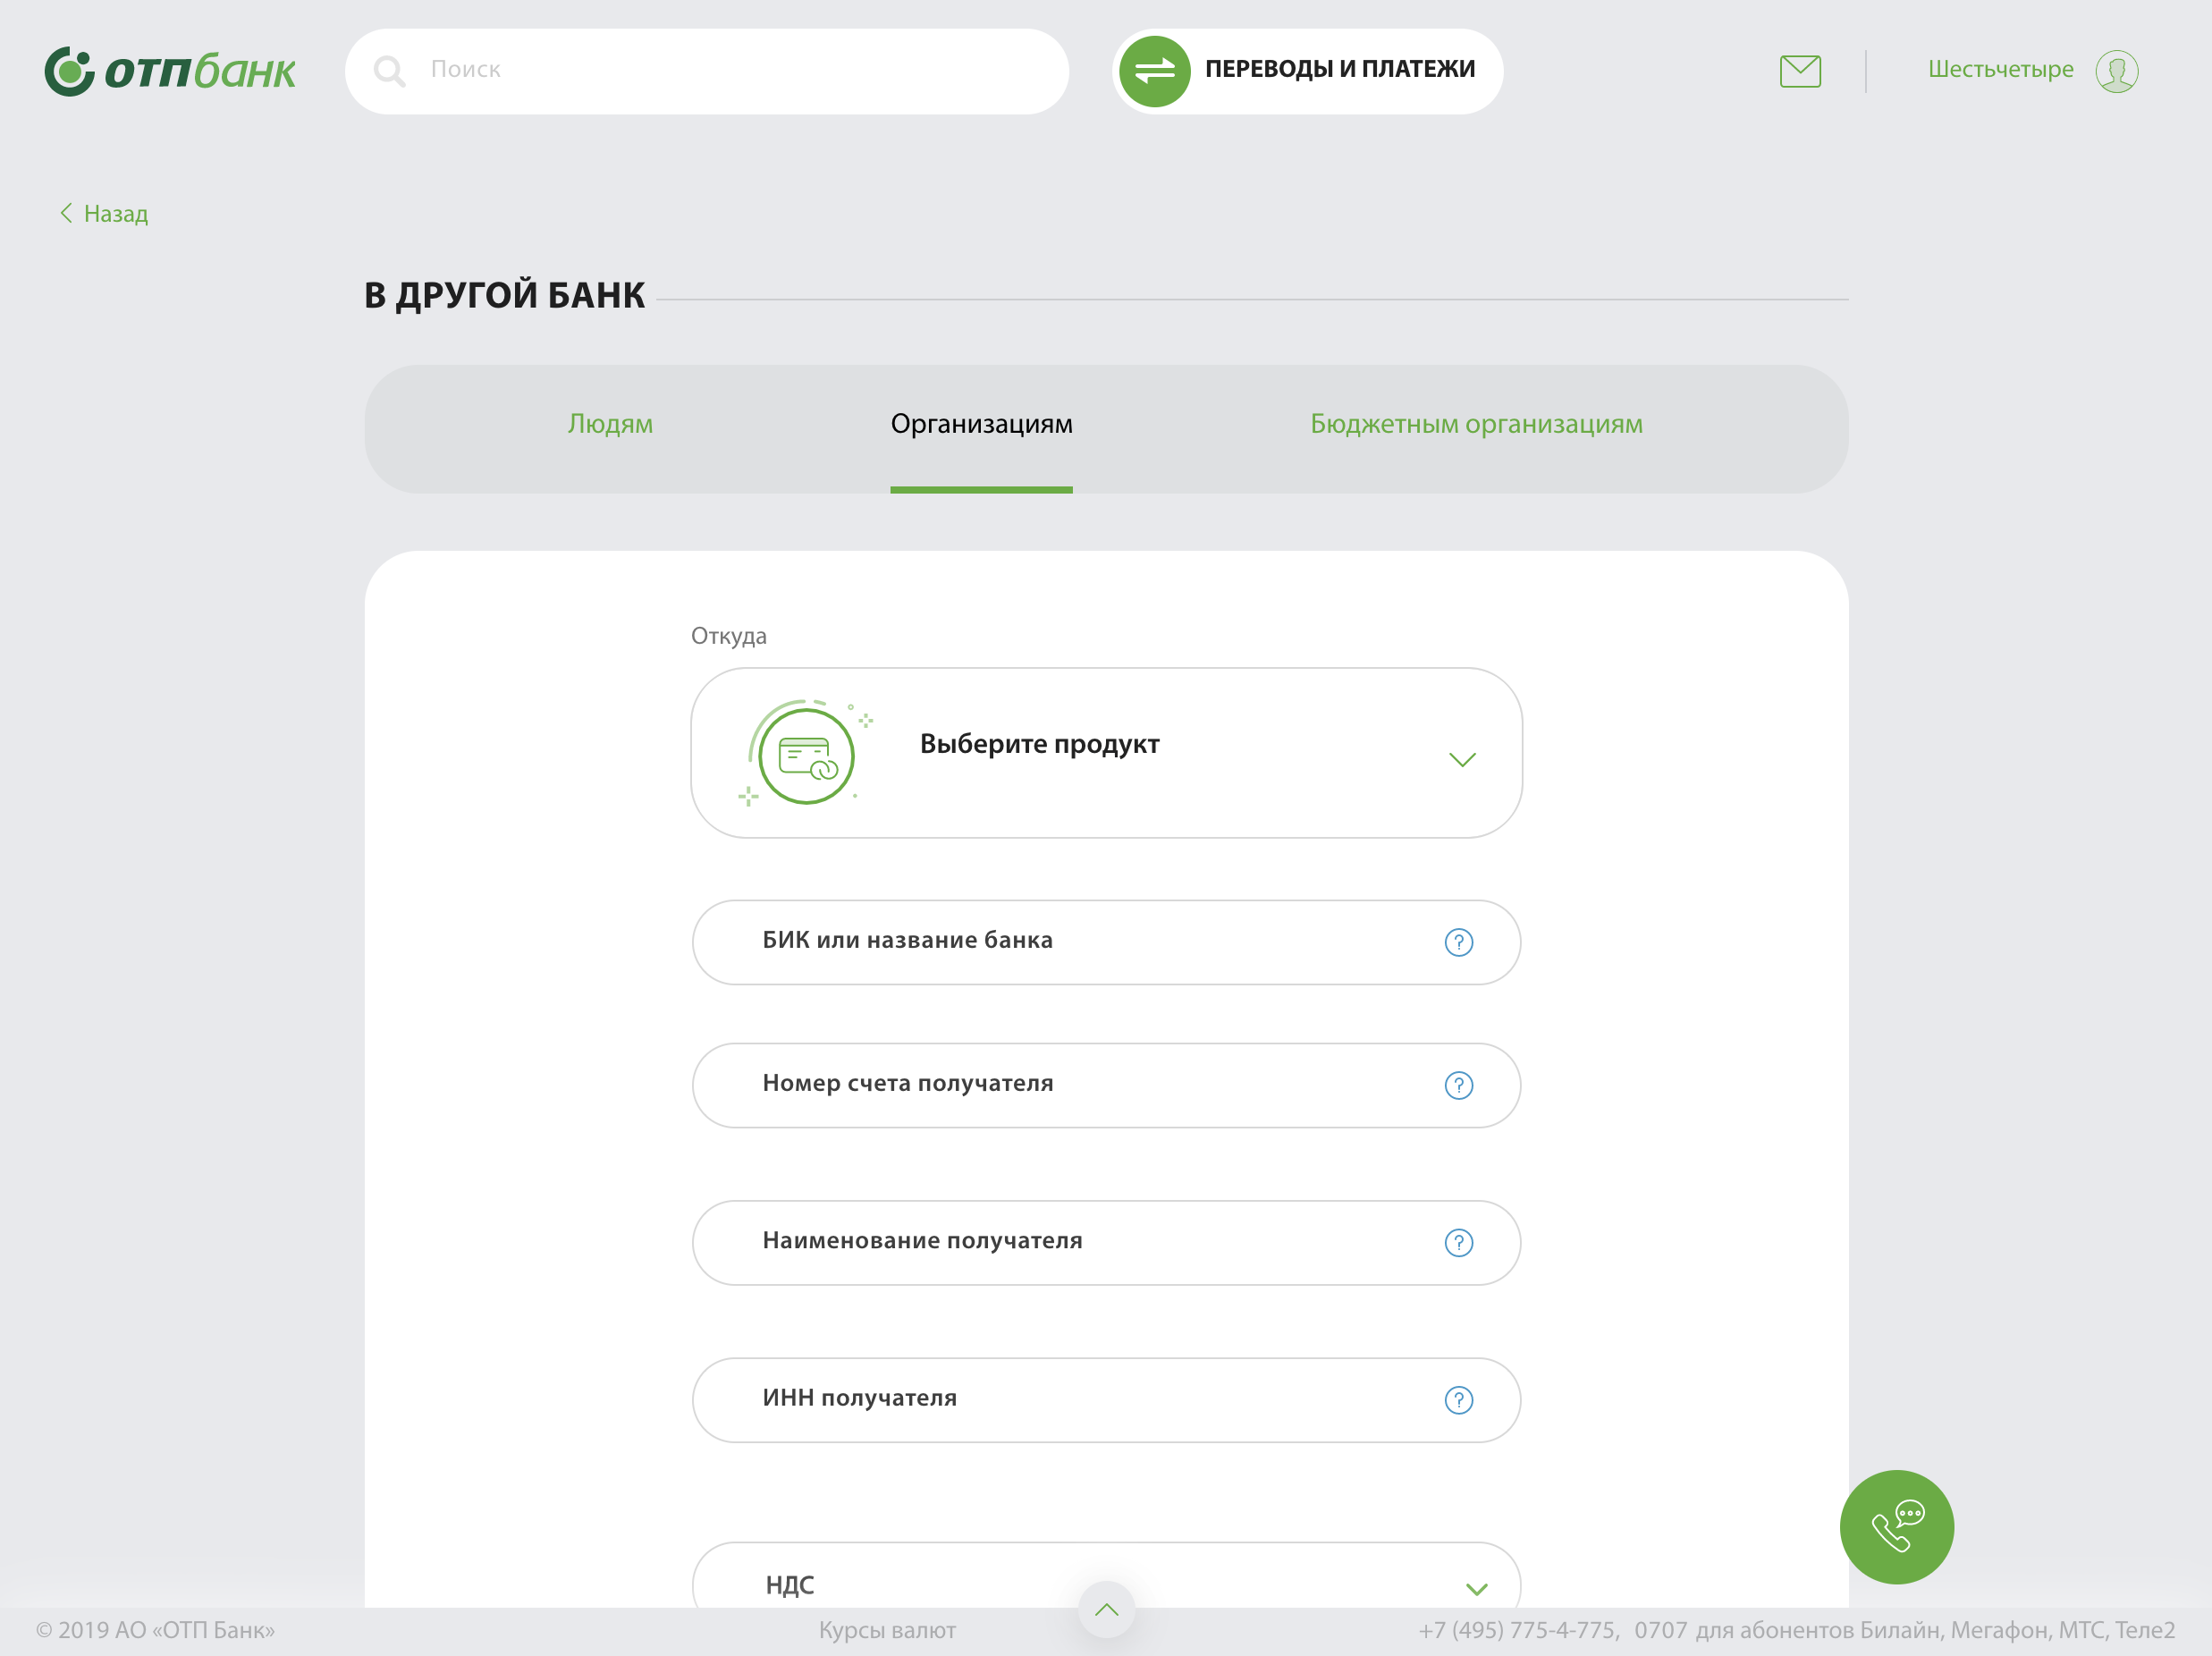 отпбанк
Поиск
ПЕРЕВОДЫ И ПЛАТЕЖИ
Шестьчетыре
Назад
В ДРУГОЙ БАНК
Людям
Организациям
Бюджетным организациям
Откуда
Выберите продукт
БИК или название банка
?
Номер счета получателя
?
Наименование получателя
?
ИНН получателя
?
НДС
© 2019 АО «ОТП Банк»
Курсы валют
+7 (495) 775-4-775, 0707 для абонентов Билайн, Мегафон, МТС, Теле2